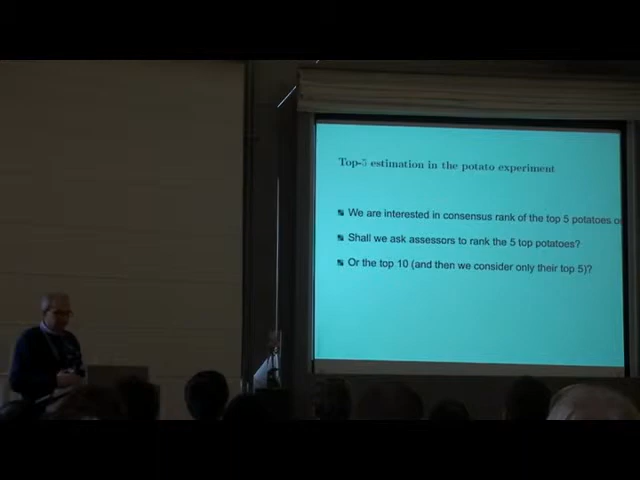 Top-5 estimation in the potato experiment
We are interested in consensus rank of the top 5 potatoes
Shall we ask assessors to rank the 5 top potatoes?
Or the top 10 (and then we consider only their top 5)?